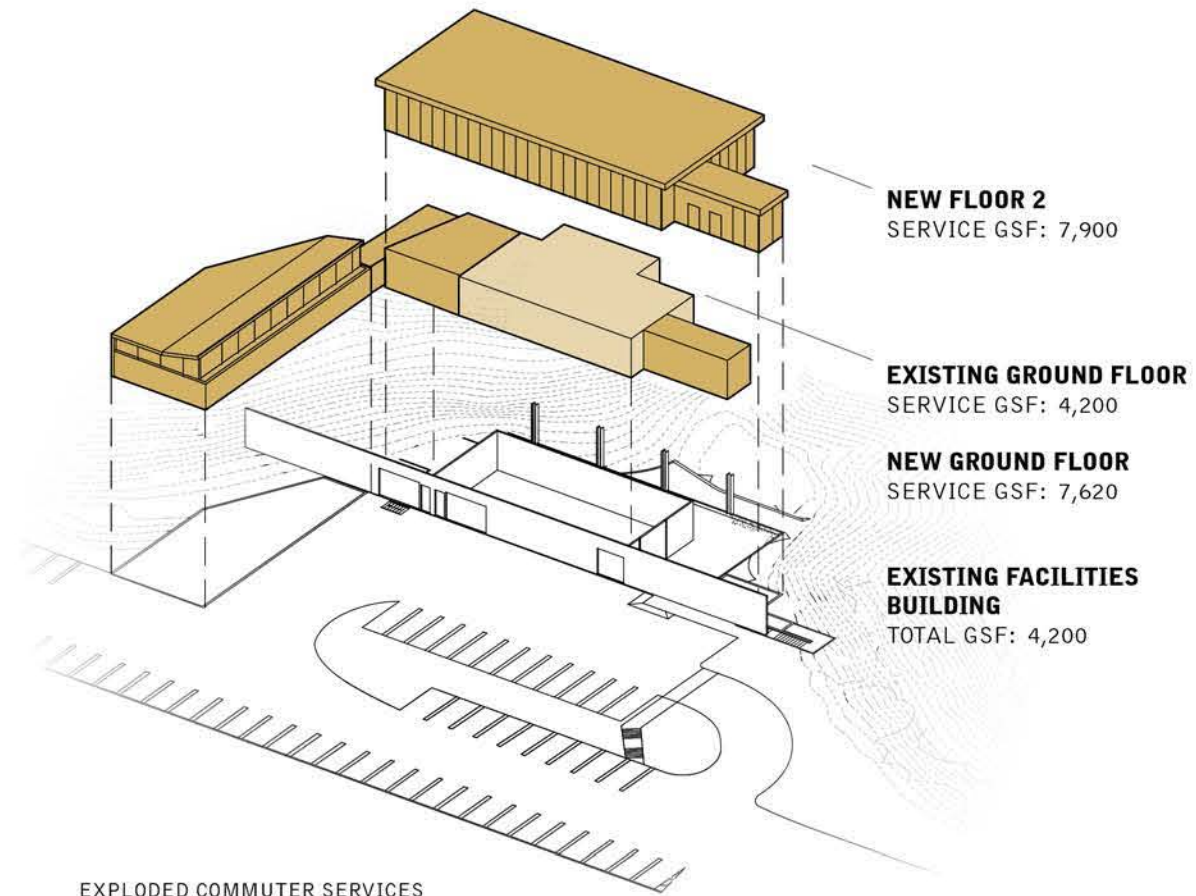 NEW FLOOR 2
SERVICE GSF: 7,900
EXISTING GROUND FLOOR
SERVICE GSF: 4,200
NEW GROUND FLOOR
SERVICE GSF: 7,620
EXISTING FACILITIES
BUILDING
TOTAL GSF: 4,200
EXPLODED COMMUTER SERVICES